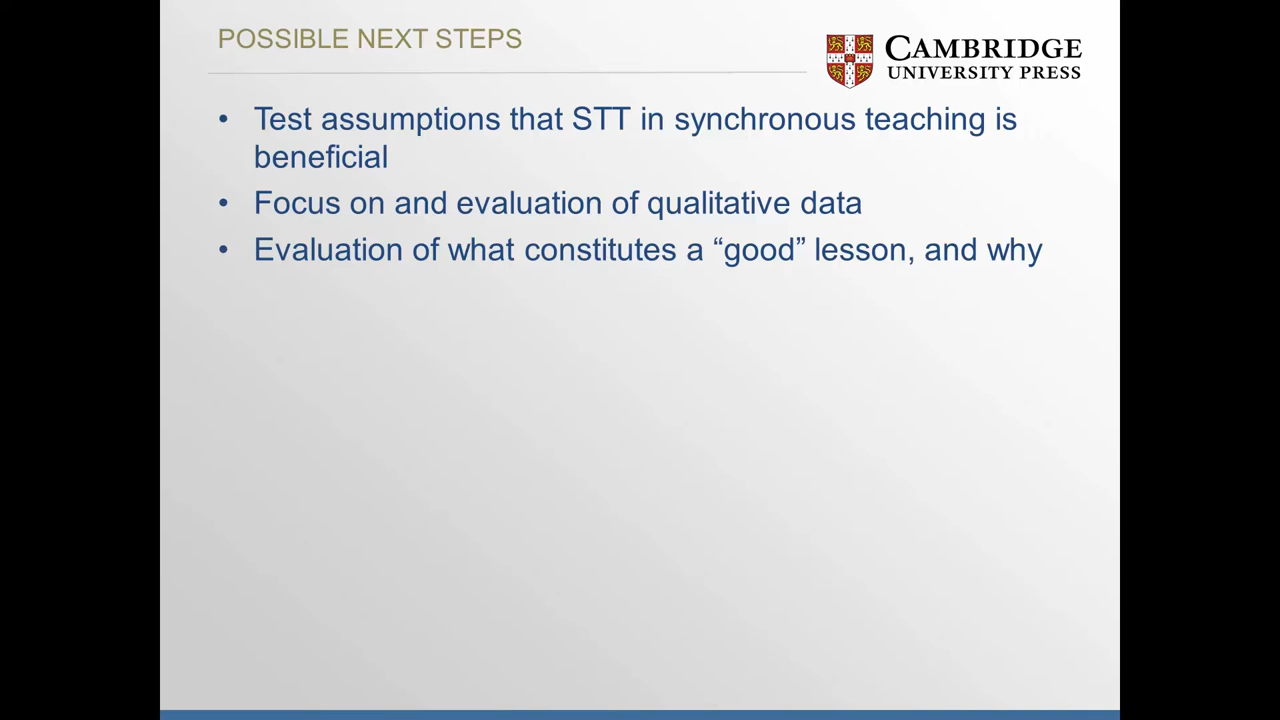 POSSIBLE NEXT STEPS
CAMBRIDGE
UNIVERSITY PRESS
• Test assumptions that STT in synchronous teaching is
beneficial
• Focus on and evaluation of qualitative data
• Evaluation of what constitutes a “good” lesson, and why